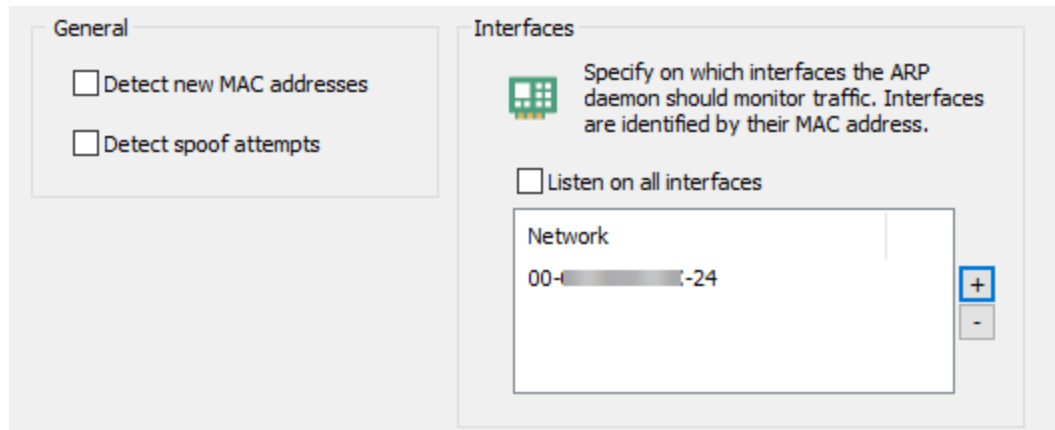 General
Detect new MAC addresses
Detect spoof attempts
Interfaces
Specify on which interfaces the ARP
daemon should monitor traffic. Interfaces
are identified by their MAC address.
Listen on all interfaces
Network
00- -24
+
-